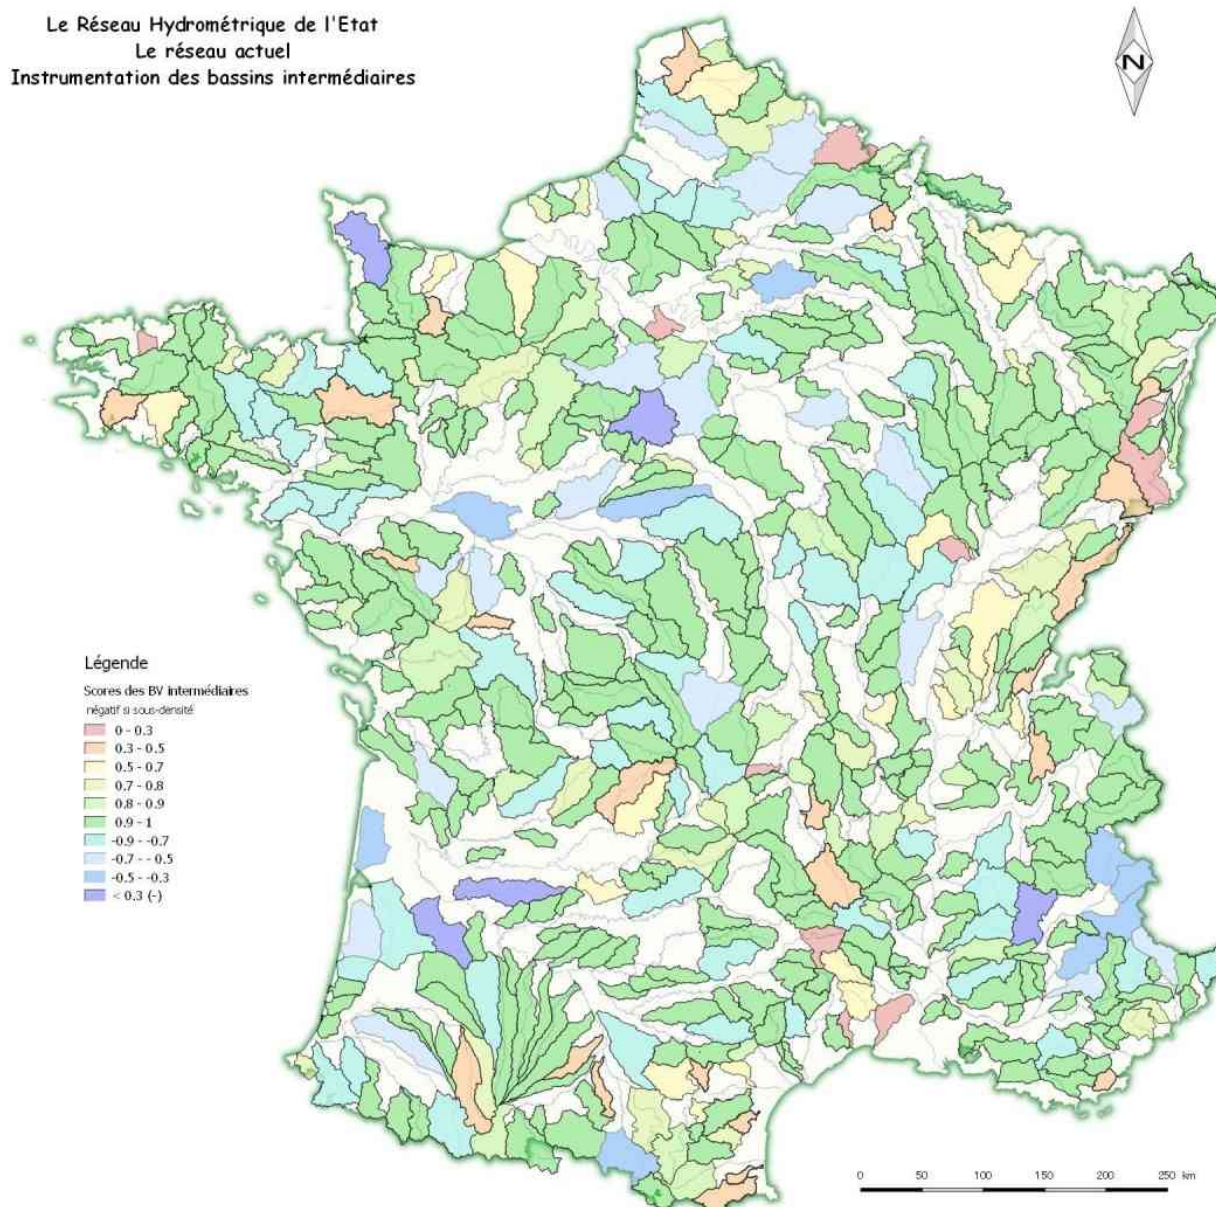 Le Réseau Hydrométrique de l'Etat
Le réseau actuel
Instrumentation des bassins intermédiaires
N
Légende
Scores des BV intermédiaires
négatif si sous-densité
0 - 0.3
0.3 - 0.5
0.5 - 0.7
0.7 - 0.8
0.8 - 0.9
0.9 - 1
-0.9 - -0.7
-0.7 - - 0.5
-0.5 - -0.3
< 0.3 (-)
0 50 100 150 200 250 km